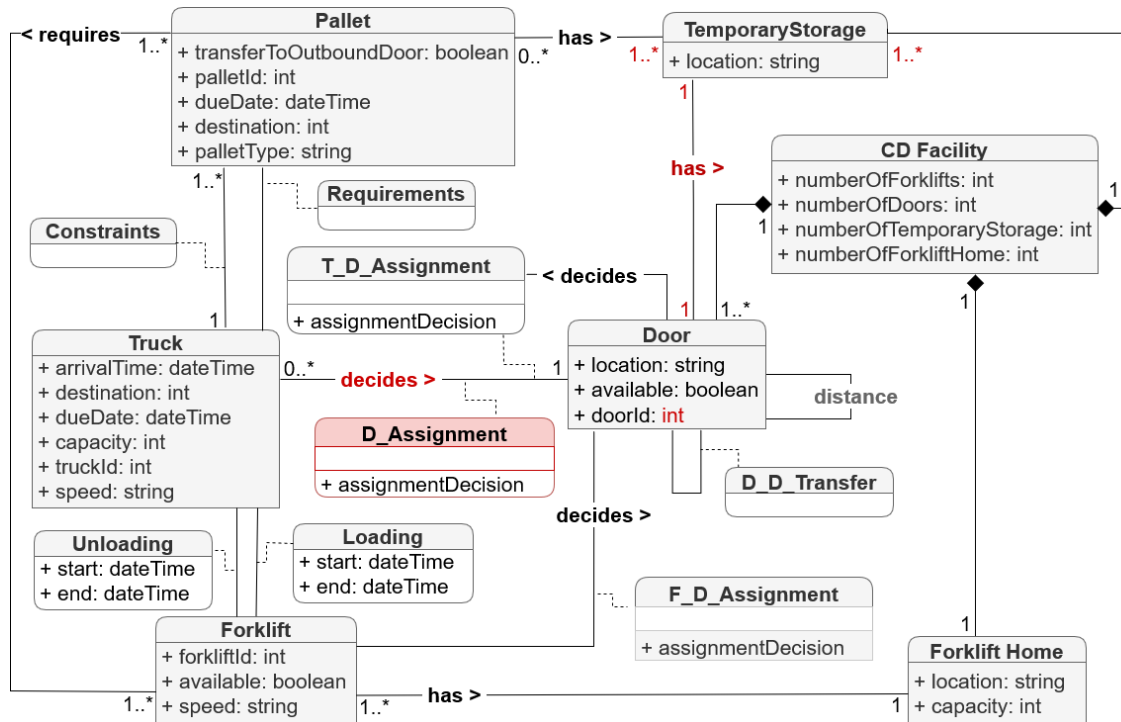 Pallet
+ transferToOutboundDoor: boolean
+ palletId: int
+ dueDate: dateTime
+ destination: int
+ palletType: string
< requires
1..*
0..*
has >
1..*
TemporaryStorage
+ location: string
1..*
1
has >
1
CD Facility
+ numberOfForklifts: int
+ numberOfDoors: int
+ numberOfTemporaryStorage: int
+ numberOfForkliftHome: int
1
1
1
1..*
Requirements
Constraints
1..*
1
T_D_Assignment
+ assignmentDecision
< decides
Truck
+ arrivalTime: dateTime
+ destination: int
+ dueDate: dateTime
+ capacity: int
+ truckId: int
+ speed: string
0..*
decides >
1
Door
+ location: string
+ available: boolean
+ doorId: int
distance
D_Assignment
+ assignmentDecision
D_D_Transfer
decides >
Unloading
+ start: dateTime
+ end: dateTime
Loading
+ start: dateTime
+ end: dateTime
F_D_Assignment
+ assignmentDecision
Forklift
+ forkliftId: int
+ available: boolean
+ speed: string
1..*
1..*
has >
1
1
Forklift Home
+ location: string
+ capacity: int